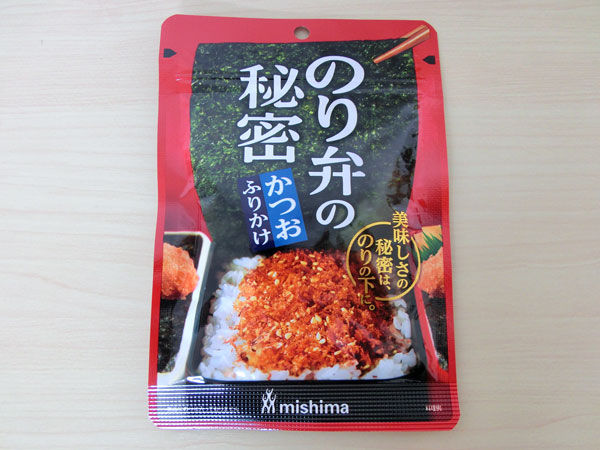 のり弁の
秘密
かつお
ふりかけ
美味しさの
秘密は、
のりの下に。
mishima